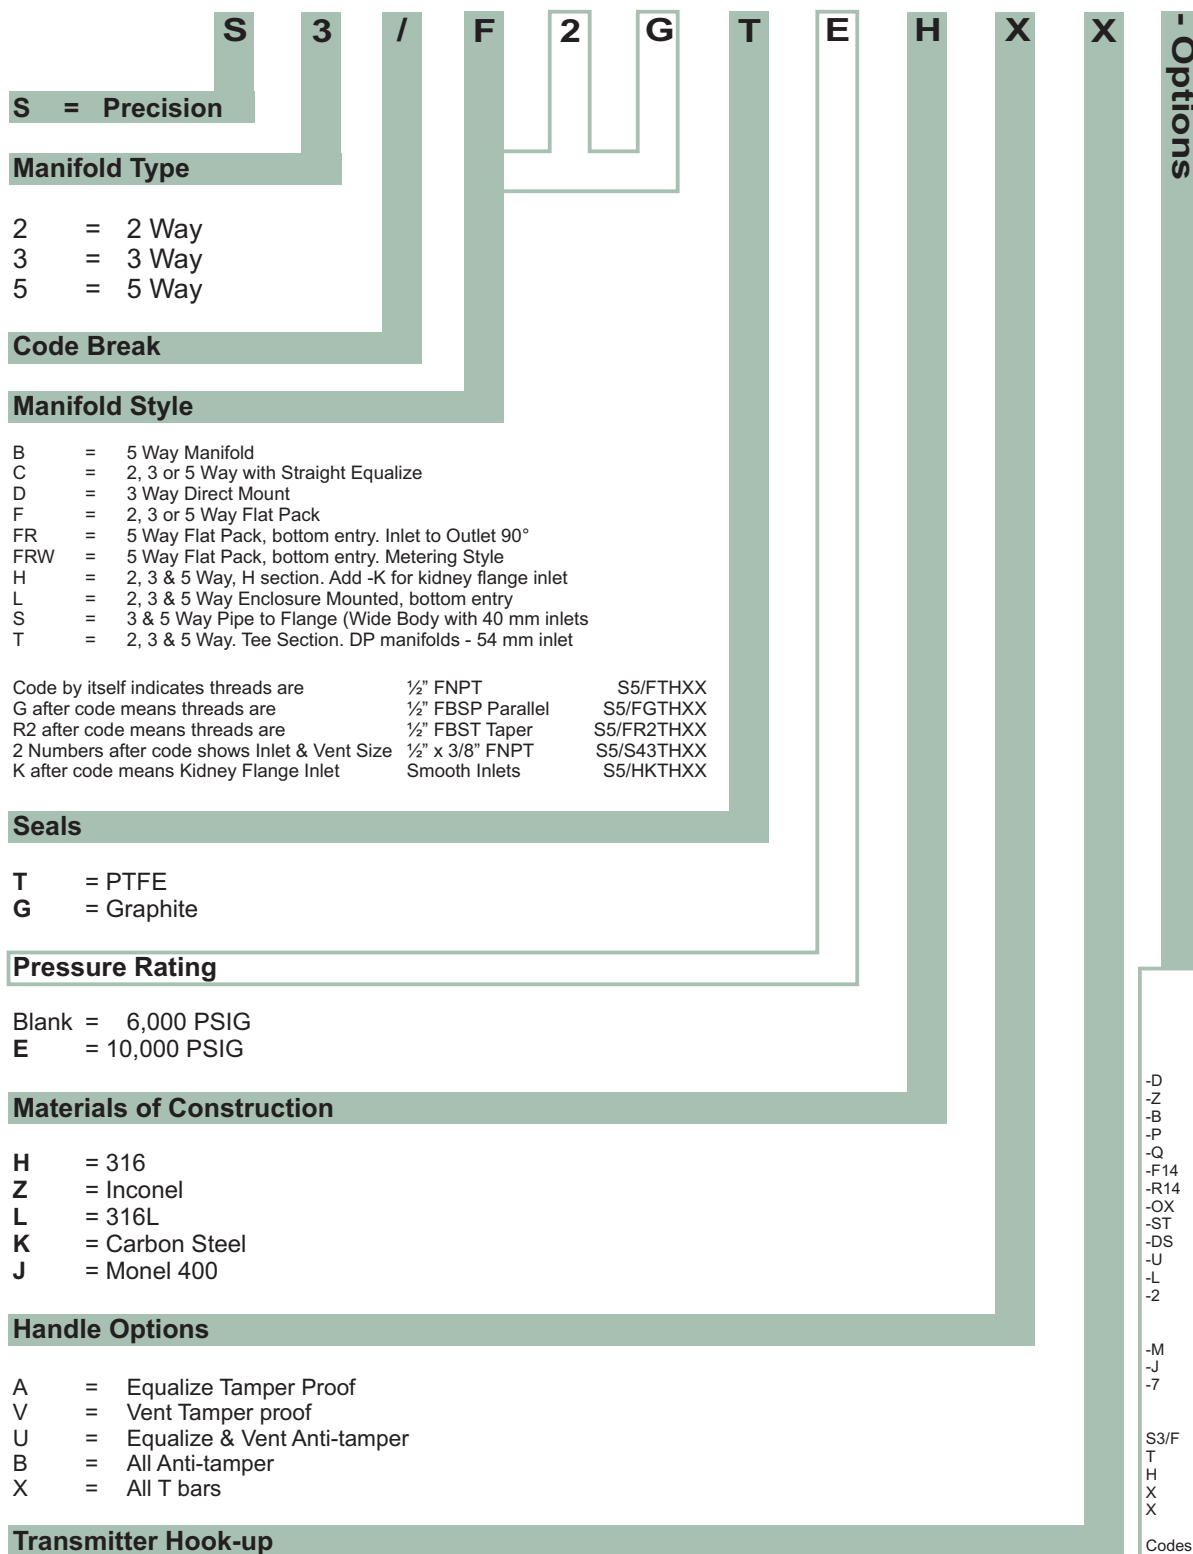 S 3 / F 2 G T E H X X - Options
S = Precision
Manifold Type
2 = 2 Way
3 = 3 Way
5 = 5 Way
Code Break
Manifold Style
B = 5 Way Manifold
C = 2, 3 or 5 Way with Straight Equalize
D = 3 Way Direct Mount
F = 2, 3 or 5 Way Flat Pack
FR = 5 Way Flat Pack, bottom entry. Inlet to Outlet 90°
FRW = 5 Way Flat Pack, bottom entry. Metering Style
H = 2, 3 & 5 Way, H section. Add -K for kidney flange inlet
L = 2, 3 & 5 Way Enclosure Mounted, bottom entry
S = 3 & 5 Way Pipe to Flange (Wide Body with 40 mm inlets
T = 2, 3 & 5 Way. Tee Section. DP manifolds - 54 mm inlet
Code by itself indicates threads are ½” FNPT S5/FTHXX
G after code means threads are ½” FBSP Parallel S5/FGTHXX
R2 after code means threads are ½” FBST Taper S5/FR2THXX
2 Numbers after code shows Inlet & Vent Size ½” x 3/8” FNPT S5/S43THXX
K after code means Kidney Flange Inlet Smooth Inlets S5/HKTHXX
Seals
T = PTFE
G = Graphite
Pressure Rating
Blank = 6,000 PSIG
E = 10,000 PSIG
Materials of Construction
H = 316
Z = Inconel
L = 316L
K = Carbon Steel
J = Monel 400
Handle Options
A = Equalize Tamper Proof
V = Vent Tamper proof
U = Equalize & Vent Anti-tamper
B = All Anti-tamper
X = All T bars
Transmitter Hook-up
-D
-Z
-B
-P
-Q
-F14
-R14
-OX
-ST
-DS
-U
-L
-2
-M
-J
-7
S3/F
T
H
X
X
Codes